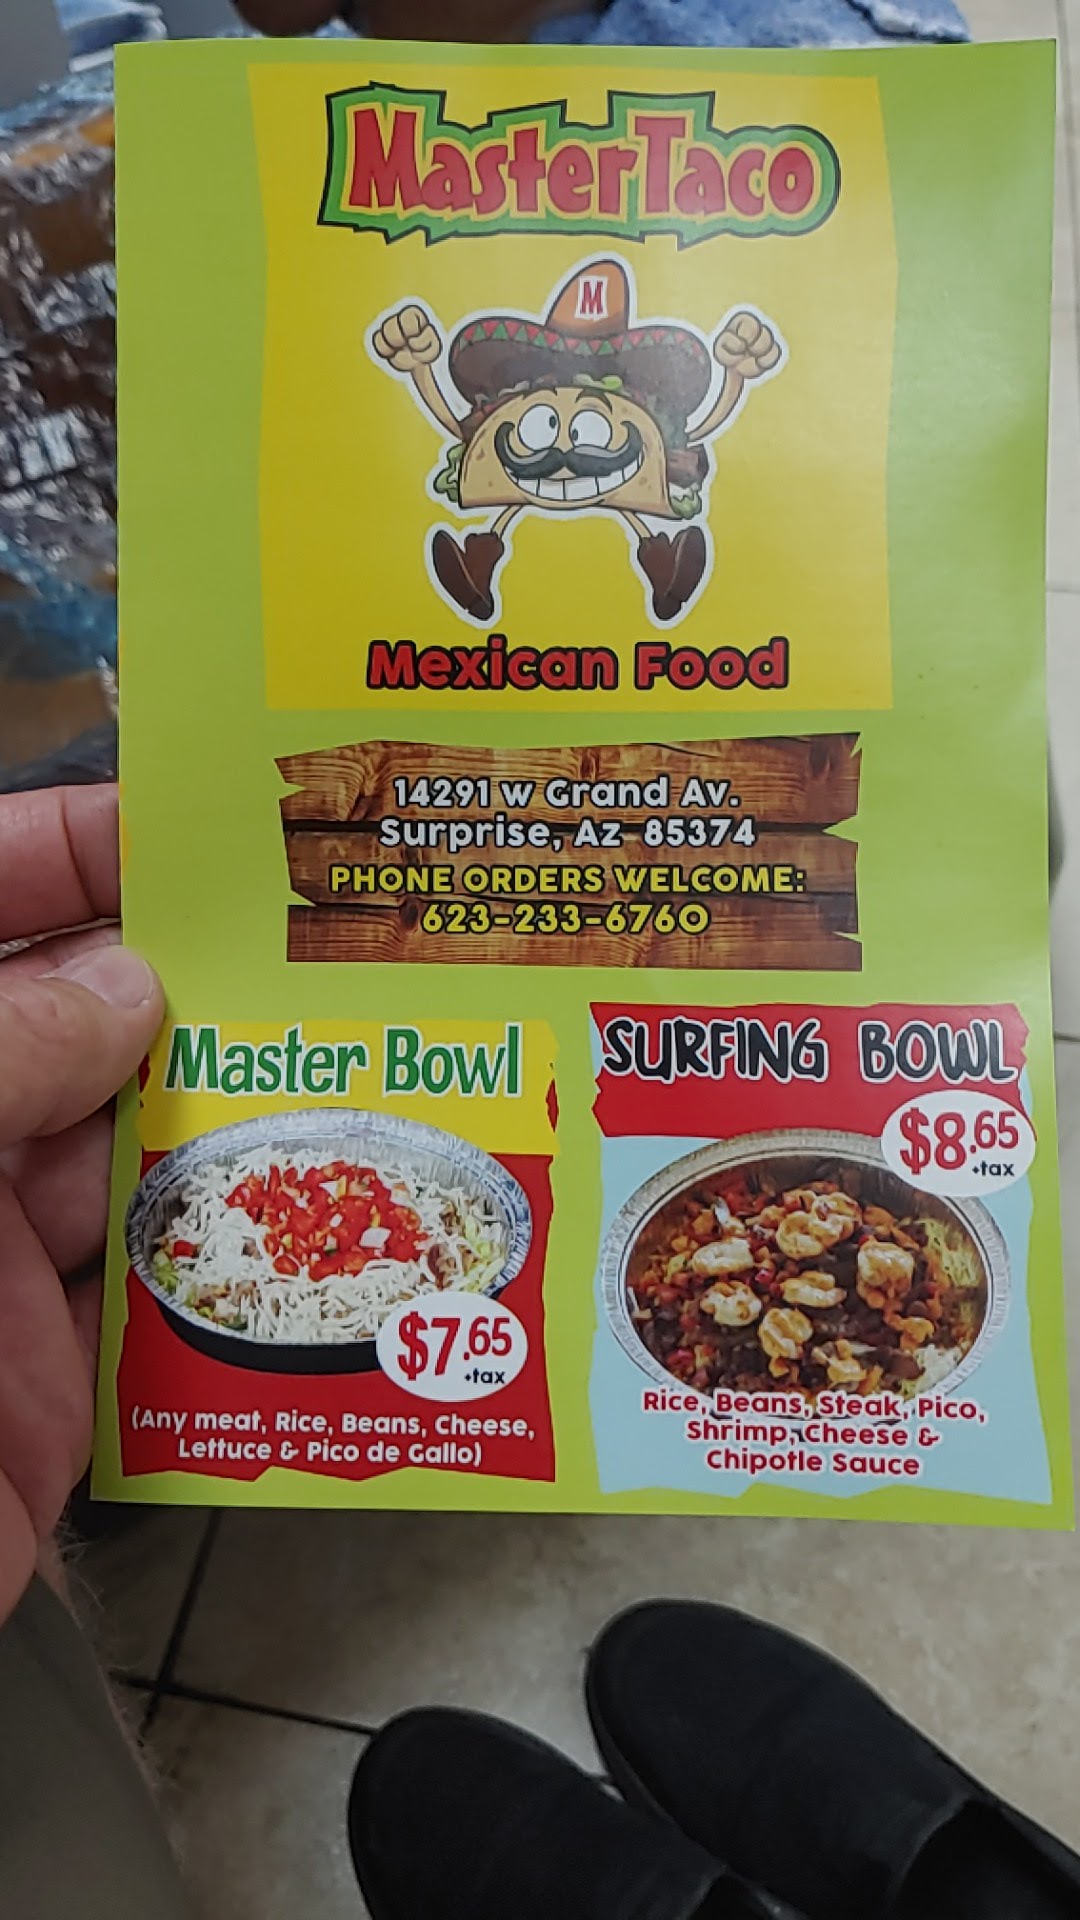 MasterTaco
M
Mexican Food
14291 w Grand Av.
Surprise, Az 85374
PHONE ORDERS WELCOME:
623-233-6760
Master Bowl
$7.65
+tax
(Any meat, Rice, Beans, Cheese,
Lettuce & Pico de Gallo)
SURFING BOWL
$8.65
+tax
Rice, Beans, Steak, Pico,
Shrimp, Cheese &
Chipotle Sauce